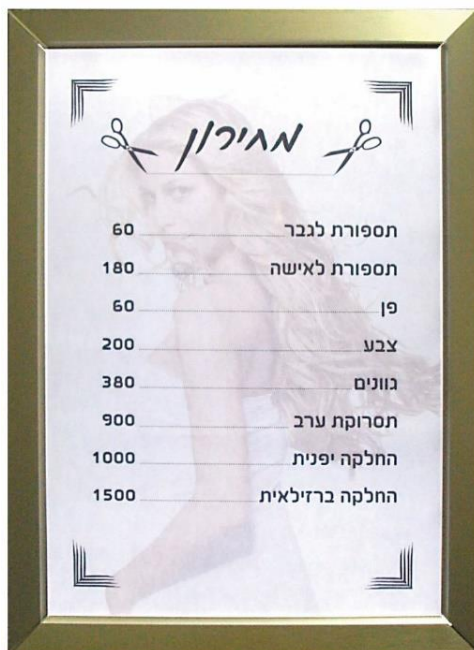 מחירון
תספורת לגבר 60
תספורת לאישה 180
פן 60
צבע 200
גוונים 380
תסרוקת ערב 900
החלקה יפנית 1000
החלקה ברזילאית 1500